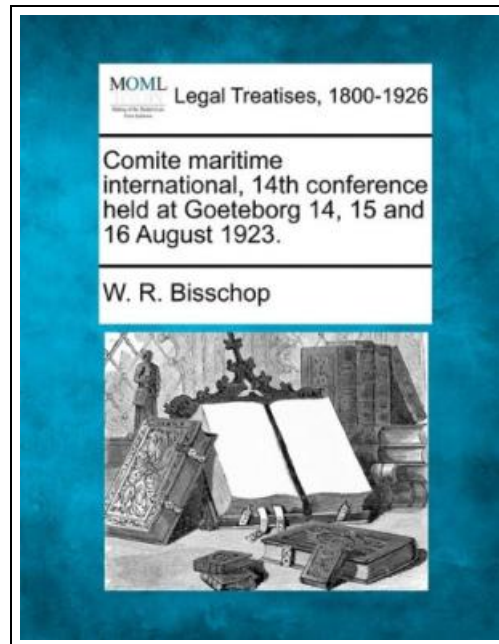 MOML
Legal Treatises, 1800-1926
Comite maritime
international, 14th conference
held at Goeteborg 14, 15 and
16 August 1923.
W. R. Bisschop